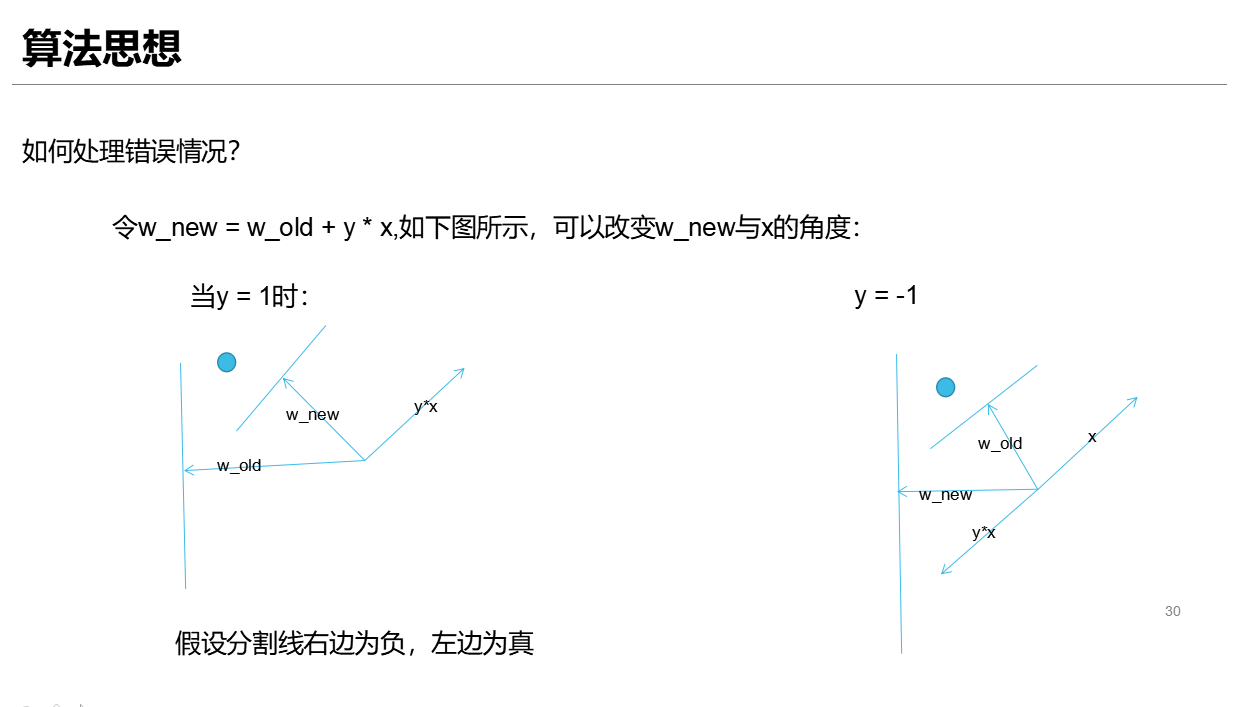 算法思想
如何处理错误情况？
令w_new = w_old + y * x,如下图所示，可以改变w_new与x的角度：
当y = 1时：
y = -1
w_new
y*x
w_old
w_old
x
w_new
y*x
30
假设分割线右边为负，左边为真